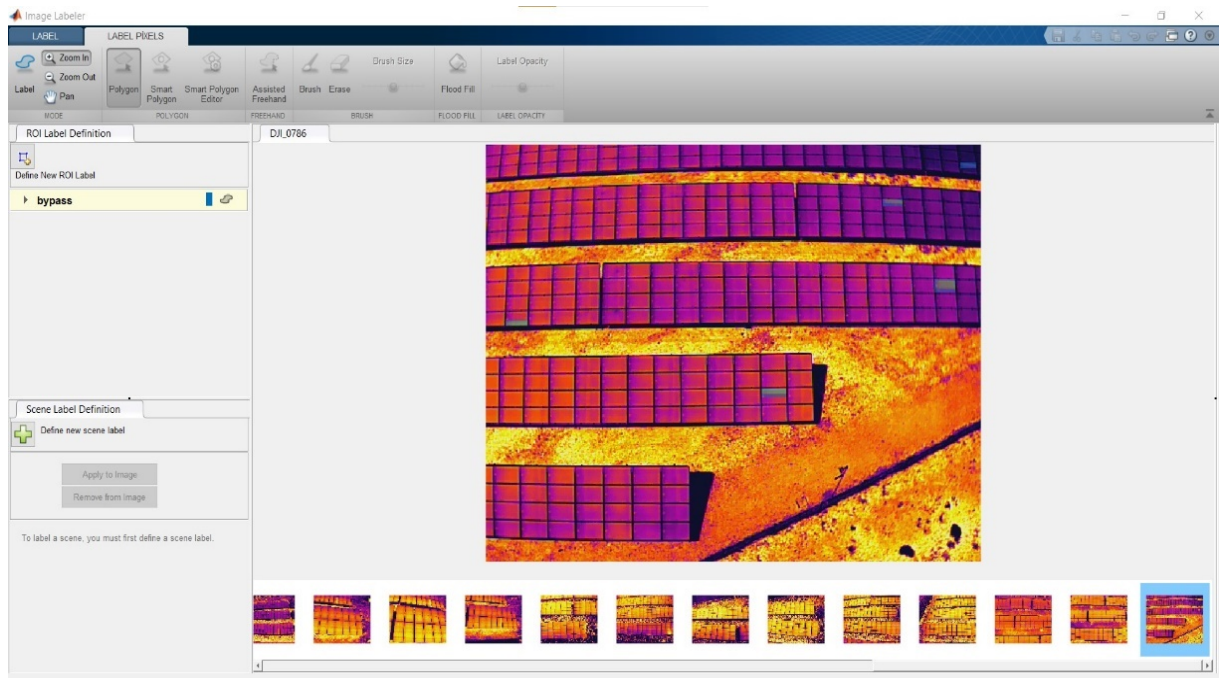 Image Labeler
LABEL
LABEL PIXELS
Label
Zoom In
Zoom Out
Pan
MODE
Polygon
Smart Polygon
Smart Polygon Editor
POLYGON
Assisted Freehand
FREEHAND
Brush
Erase
Brush Size
BRUSH
Flood Fill
FLOOD FILL
Label Opacity
LABEL OPACITY
ROI Label Definition
Define New ROI Label
bypass
DJI_0786
Scene Label Definition
Define new scene label
Apply to Image
Remove from Image
To label a scene, you must first define a scene label.